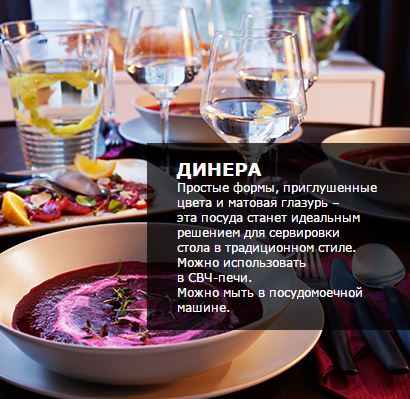 ДИНЕРА
Простые формы, приглушенные
цвета и матовая глазурь –
эта посуда станет идеальным
решением для сервировки
стола в традиционном стиле.
Можно использовать
в СВЧ-печи.
Можно мыть в посудомоечной
машине.